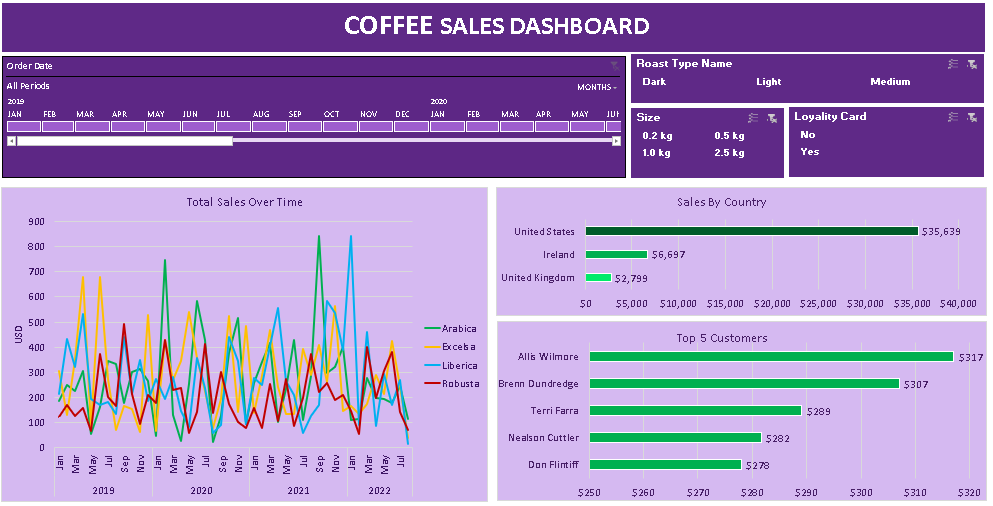 COFFEE SALES DASHBOARD
Order Date
All Periods
MONTHS
2019 2020
JAN FEB MAR APR MAY JUN JUL AUG SEP OCT NOV DEC JAN FEB MAR APR MAY
Roast Type Name
Dark Light Medium
Size
0.2 kg 0.5 kg
1.0 kg 2.5 kg
Loyality Card
No
Yes
Total Sales Over Time
900
800
700
600
500
400
300
200
100
0
USD
Jan Mar May Jul Sep Nov Jan Mar May Jul Sep Nov Jan Mar May Jul Sep Nov Jan Mar May Jul
2019 2020 2021 2022
Arabica
Excelsa
Liberica
Robusta
Sales By Country
United States $35,639
Ireland $6,697
United Kingdom $2,799
$0 $5,000 $10,000 $15,000 $20,000 $25,000 $30,000 $35,000 $40,000
Top 5 Customers
Allis Wilmore $317
Brenn Dundredge $307
Terri Farra $289
Nealson Cuttler $282
Don Flintiff $278
$250 $260 $270 $280 $290 $300 $310 $320